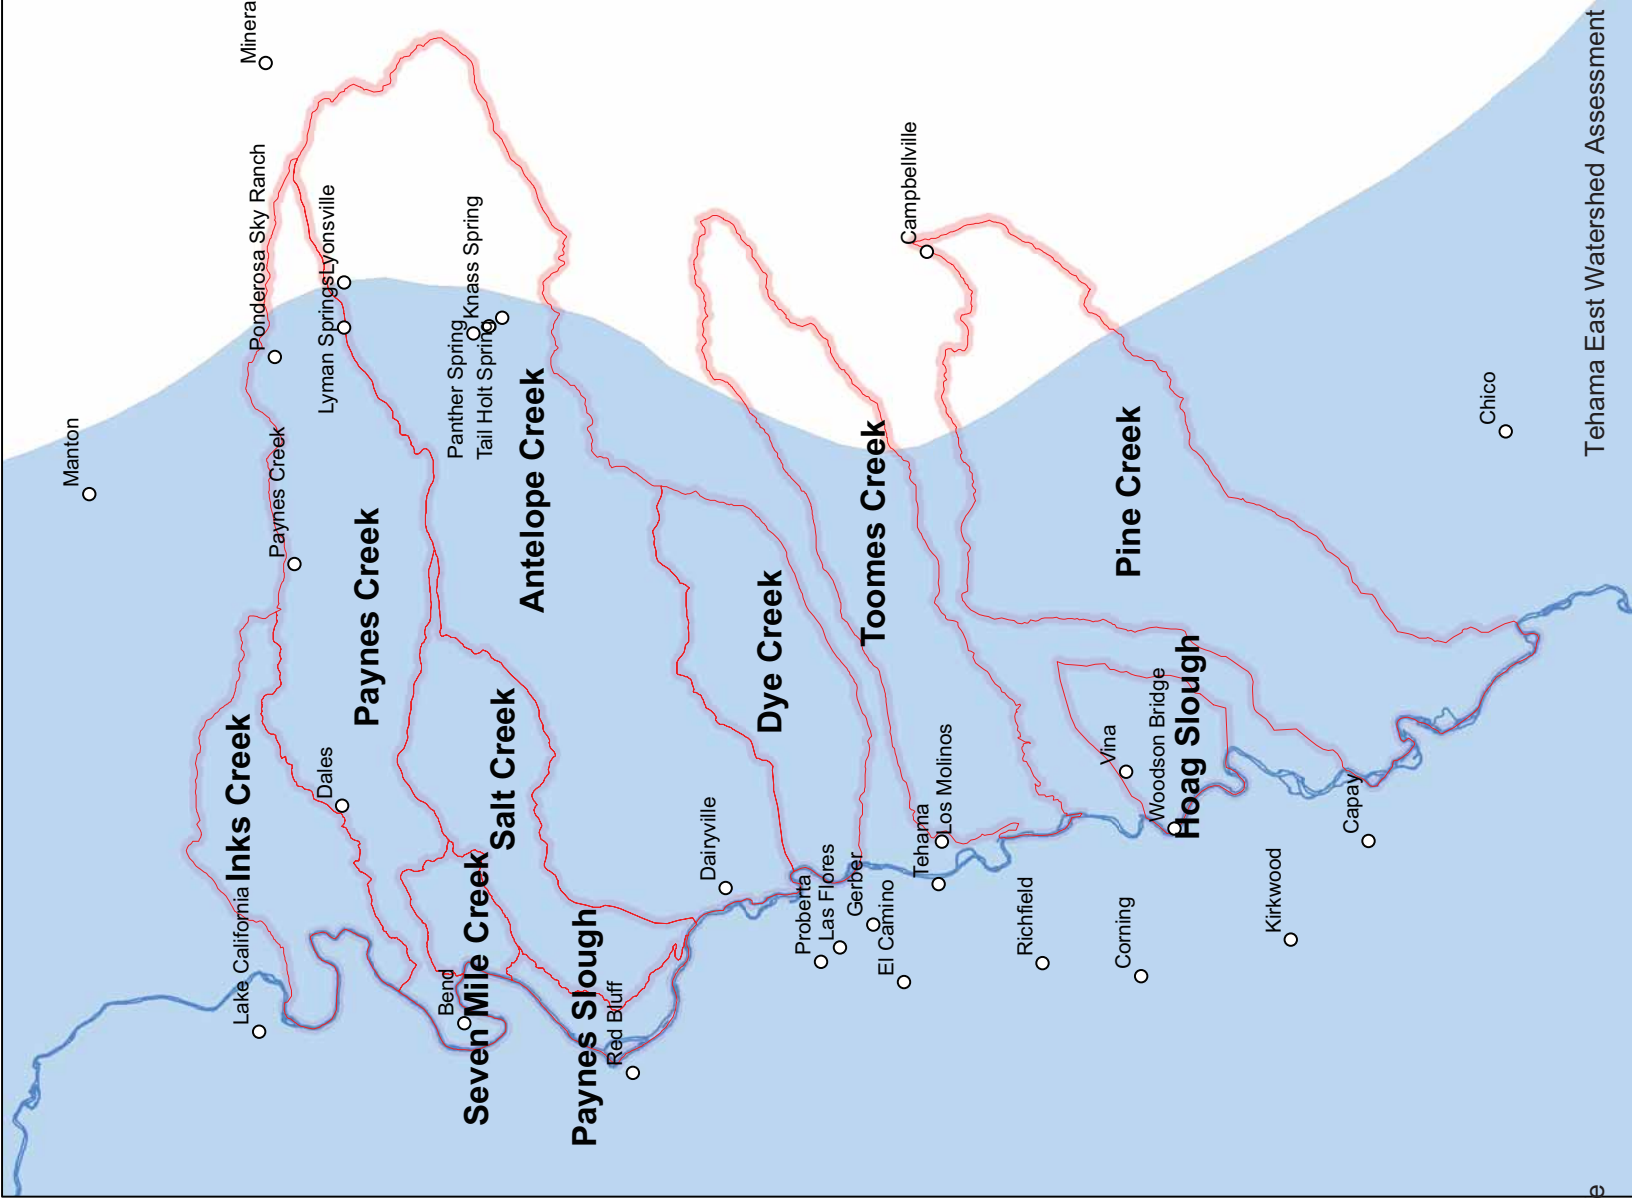 Manton
Minera
Ponderosa Sky Ranch
Paynes Creek
Lyonsville
Lyman Springs
Knass Spring
Panther Spring
Tail Holt Spring
Campbellville
Chico
Inks Creek
Paynes Creek
Antelope Creek
Salt Creek
Dye Creek
Toomes Creek
Pine Creek
Hoag Slough
Seven Mile Creek
Paynes Slough
Lake California
Dales
Bend
Red Bluff
Dairyville
Proberta
Las Flores
Gerber
El Camino
Tehama
Los Molinos
Vina
Woodson Bridge
Richfield
Corning
Kirkwood
Capay
Tehama East Watershed Assessment
e